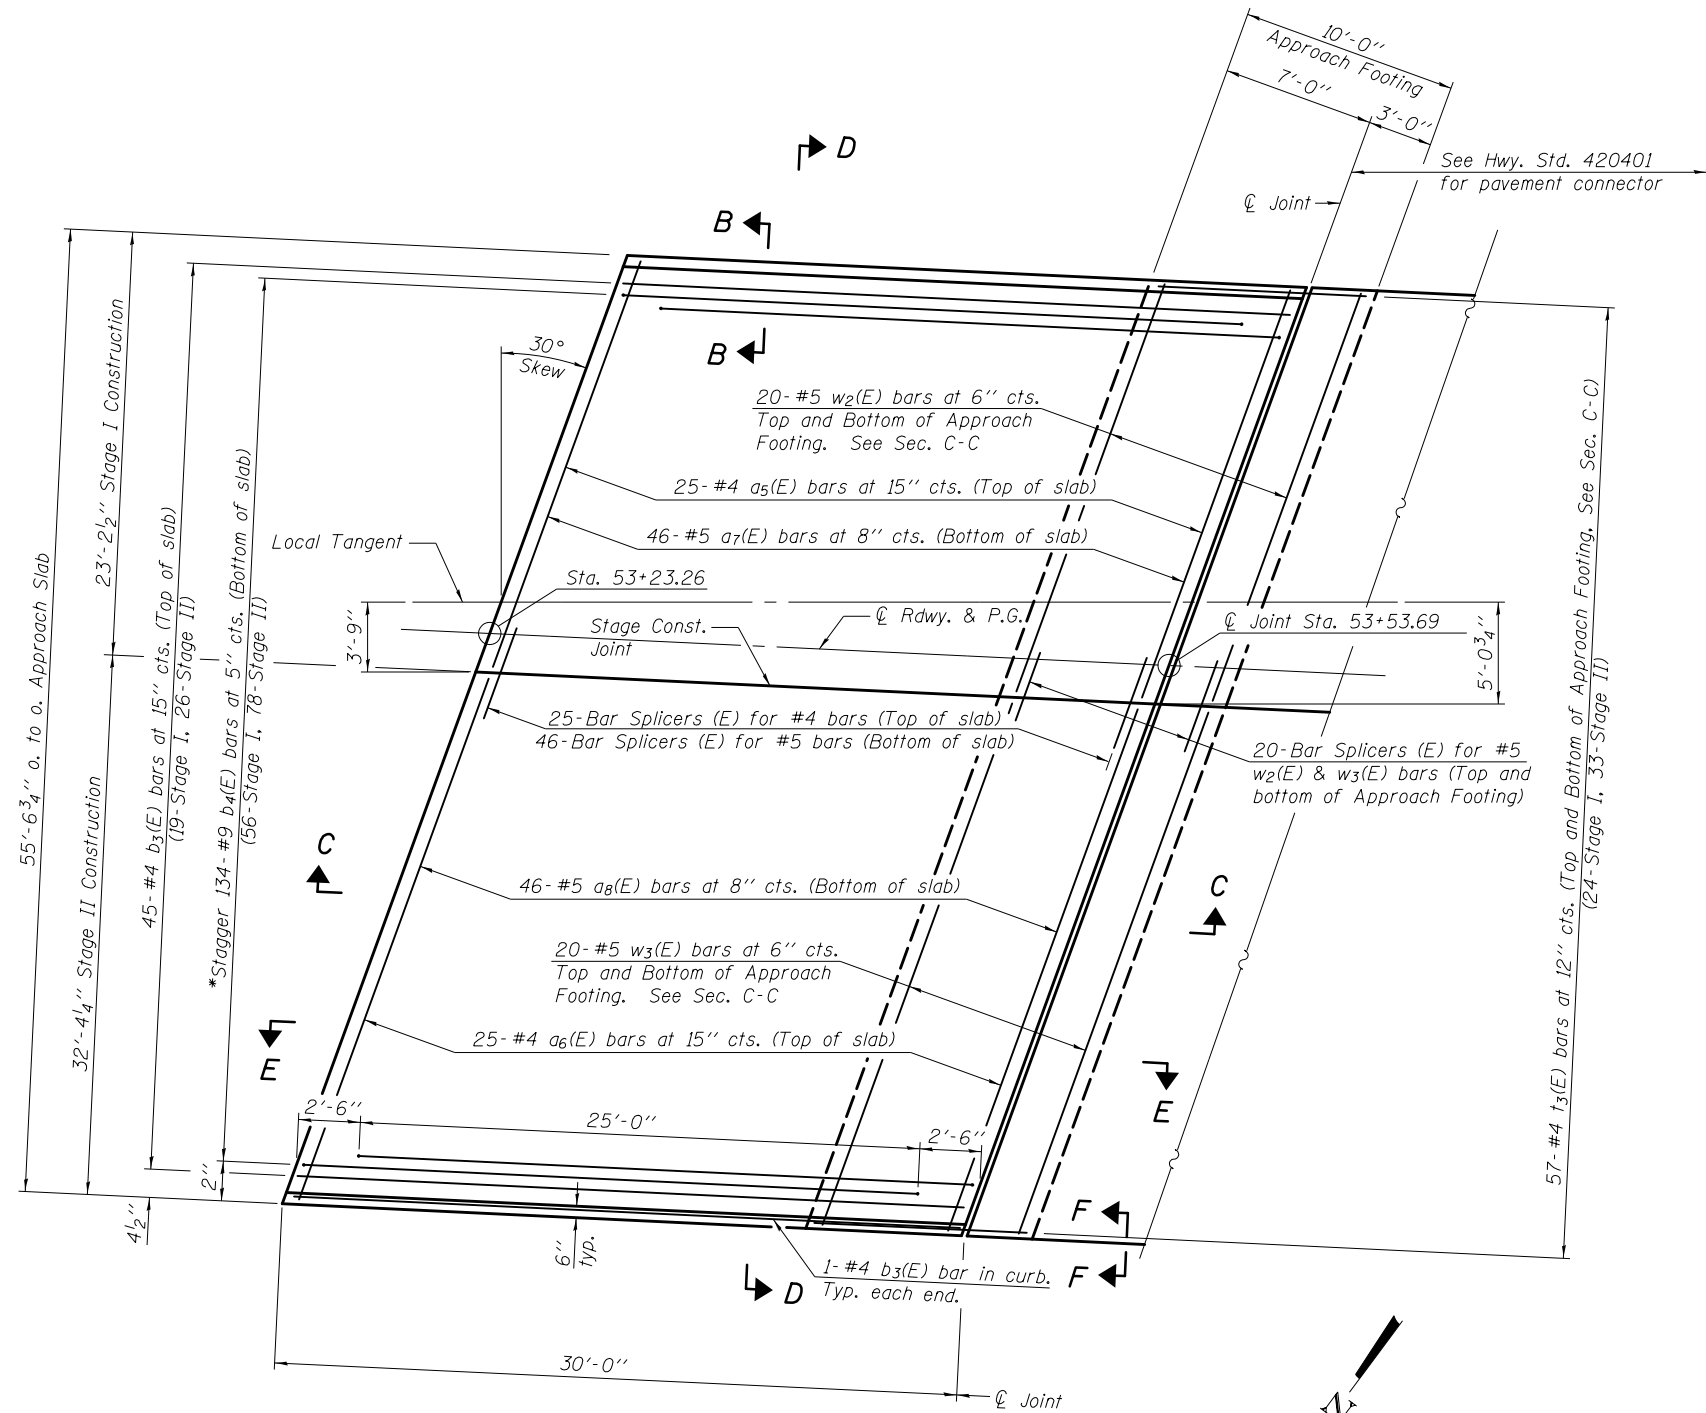 10'-0"
Approach Footing
7'-0"
3'-0"
See Hwy. Std. 420401
for pavement connector
℄ Joint
D
B
B
30°
Skew
20-#5 w2(E) bars at 6" cts.
Top and Bottom of Approach
Footing. See Sec. C-C
25-#4 a5(E) bars at 15" cts. (Top of slab)
46-#5 a7(E) bars at 8" cts. (Bottom of slab)
Local Tangent
Sta. 53+23.26
℄ Rdwy. & P.G.
℄ Joint Sta. 53+53.69
Stage Const.
Joint
3'-9"
5'-0 3/4"
25-Bar Splicers (E) for #4 bars (Top of slab)
46-Bar Splicers (E) for #5 bars (Bottom of slab)
20-Bar Splicers (E) for #5
w2(E) & w3(E) bars (Top and
bottom of Approach Footing)
55'-6 3/4" o. to o. Approach Slab
23'-2 1/2" Stage I Construction
32'-4 1/4" Stage II Construction
45-#4 b3(E) bars at 15" cts. (Top of slab)
(19-Stage I, 26-Stage II)
*Stagger 134-#9 b4(E) bars at 5" cts. (Bottom of slab)
(56-Stage I, 78-Stage II)
57-#4 t3(E) bars at 12" cts. (Top and Bottom of Approach Footing, See Sec. C-C)
(24-Stage I, 33-Stage II)
C
C
46-#5 a8(E) bars at 8" cts. (Bottom of slab)
20-#5 w3(E) bars at 6" cts.
Top and Bottom of Approach
Footing. See Sec. C-C
25-#4 a6(E) bars at 15" cts. (Top of slab)
E
E
2'-6"
25'-0"
2'-6"
2"
4 1/2"
6"
typ.
1-#4 b3(E) bar in curb.
Typ. each end.
D
F
F
30'-0"
℄ Joint
N